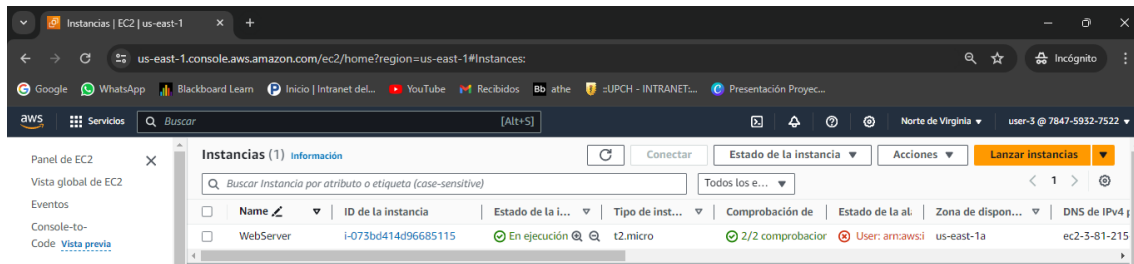 Instancias | EC2 | us-east-1
us-east-1.console.aws.amazon.com/ec2/home?region=us-east-1#Instances:
Incógnito
Google WhatsApp Blackboard Learn Inicio | Intranet del... YouTube Recibidos Bb athe ::UPCH - INTRANET:... Presentación Proyec...
aws Servicios Buscar [Alt+S] Norte de Virginia user-3 @ 7847-5932-7522
Panel de EC2
Vista global de EC2
Eventos
Console-to-
Code Vista previa
Instancias (1) Información Conectar Estado de la instancia Acciones Lanzar instancias
Buscar Instancia por atributo o etiqueta (case-sensitive) Todos los e... 1
Name ID de la instancia Estado de la i... Tipo de inst... Comprobación de Estado de la al Zona de dispon... DNS de IPv4 p
WebServer i-073bd414d96685115 En ejecución t2.micro 2/2 comprobacior User: arn:aws:i us-east-1a ec2-3-81-215